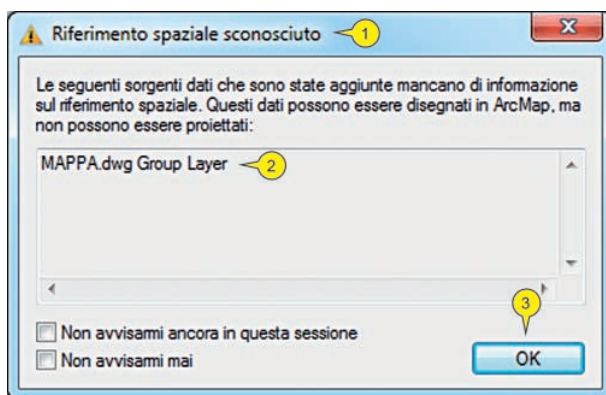 Riferimento spaziale sconosciuto
1
Le seguenti sorgenti dati che sono state aggiunte mancano di informazione
sul riferimento spaziale. Questi dati possono essere disegnati in ArcMap, ma
non possono essere proiettati:
MAPPA.dwg Group Layer
2
3
Non avvisarmi ancora in questa sessione
Non avvisarmi mai
OK